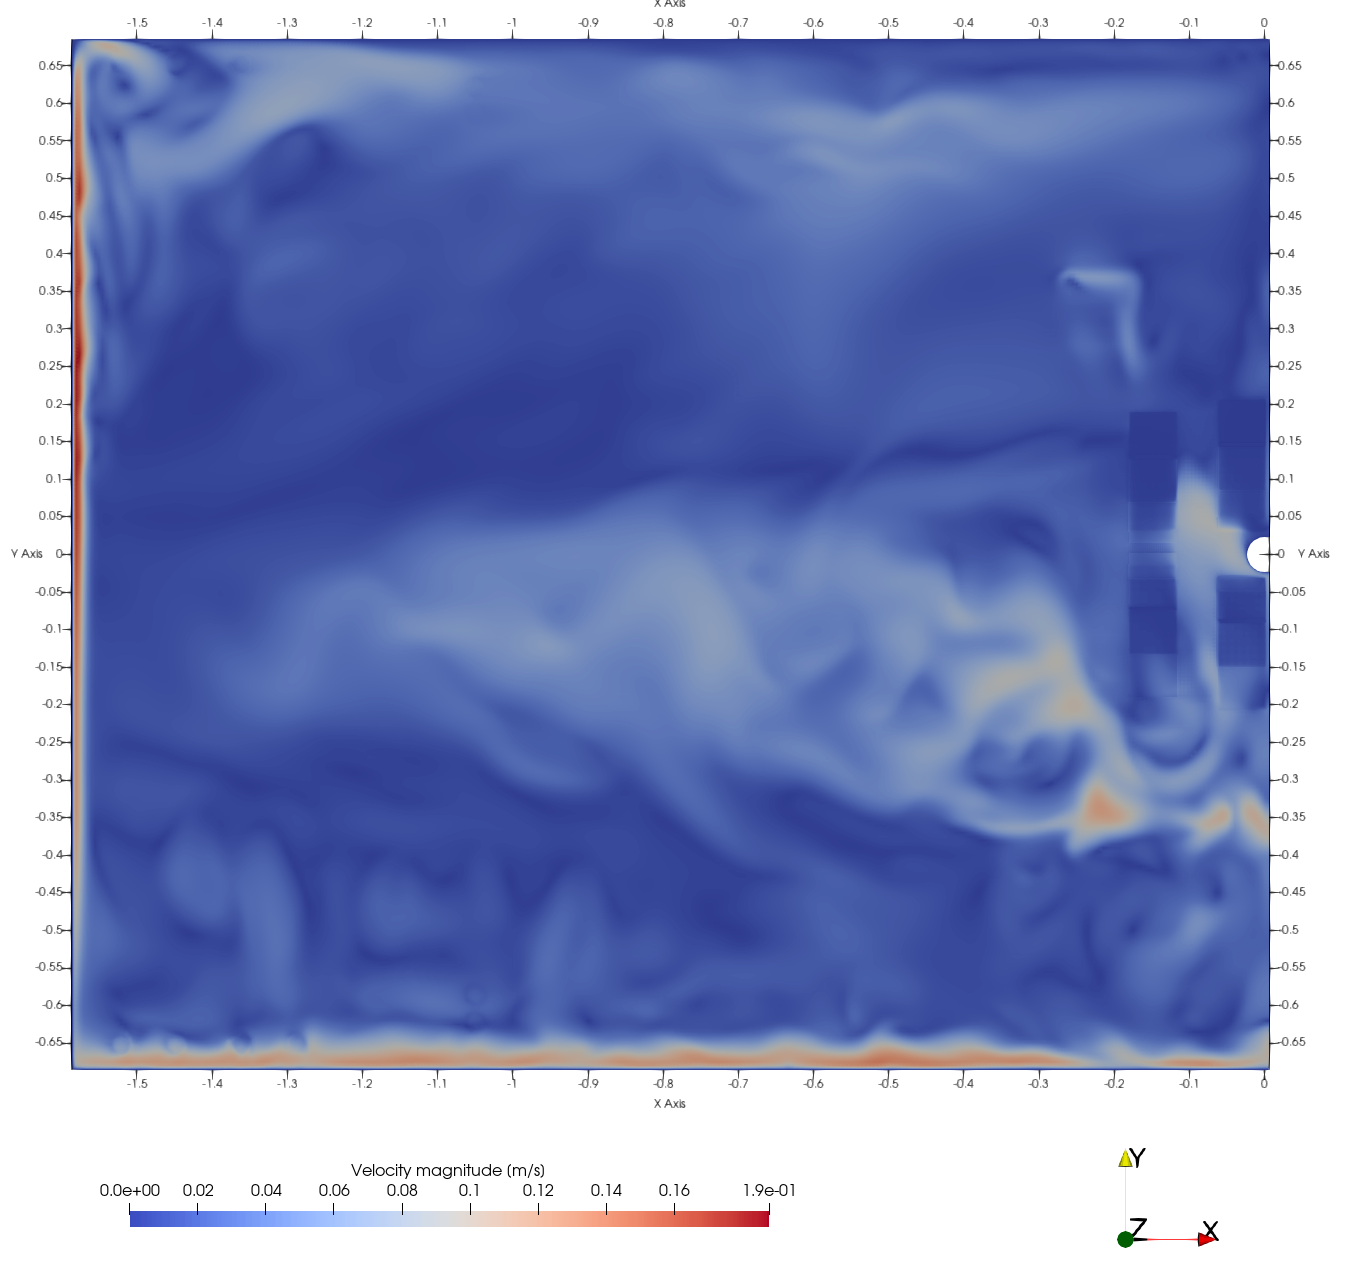 X Axis
-1.5 -1.4 -1.3 -1.2 -1.1 -1 -0.9 -0.8 -0.7 -0.6 -0.5 -0.4 -0.3 -0.2 -0.1 0
0.65 0.65
0.6 0.6
0.55 0.55
0.5 0.5
0.45 0.45
0.4 0.4
0.35 0.35
0.3 0.3
0.25 0.25
0.2 0.2
0.15 0.15
0.1 0.1
0.05 0.05
Y Axis 0 0 Y Axis
-0.05 -0.05
-0.1 -0.1
-0.15 -0.15
-0.2 -0.2
-0.25 -0.25
-0.3 -0.3
-0.35 -0.35
-0.4 -0.4
-0.45 -0.45
-0.5 -0.5
-0.55 -0.55
-0.6 -0.6
-0.65 -0.65
-1.5 -1.4 -1.3 -1.2 -1.1 -1 -0.9 -0.8 -0.7 -0.6 -0.5 -0.4 -0.3 -0.2 -0.1 0
X Axis
Velocity magnitude (m/s)
0.0e+00 0.02 0.04 0.06 0.08 0.1 0.12 0.14 0.16 1.9e-01
Y
Z X